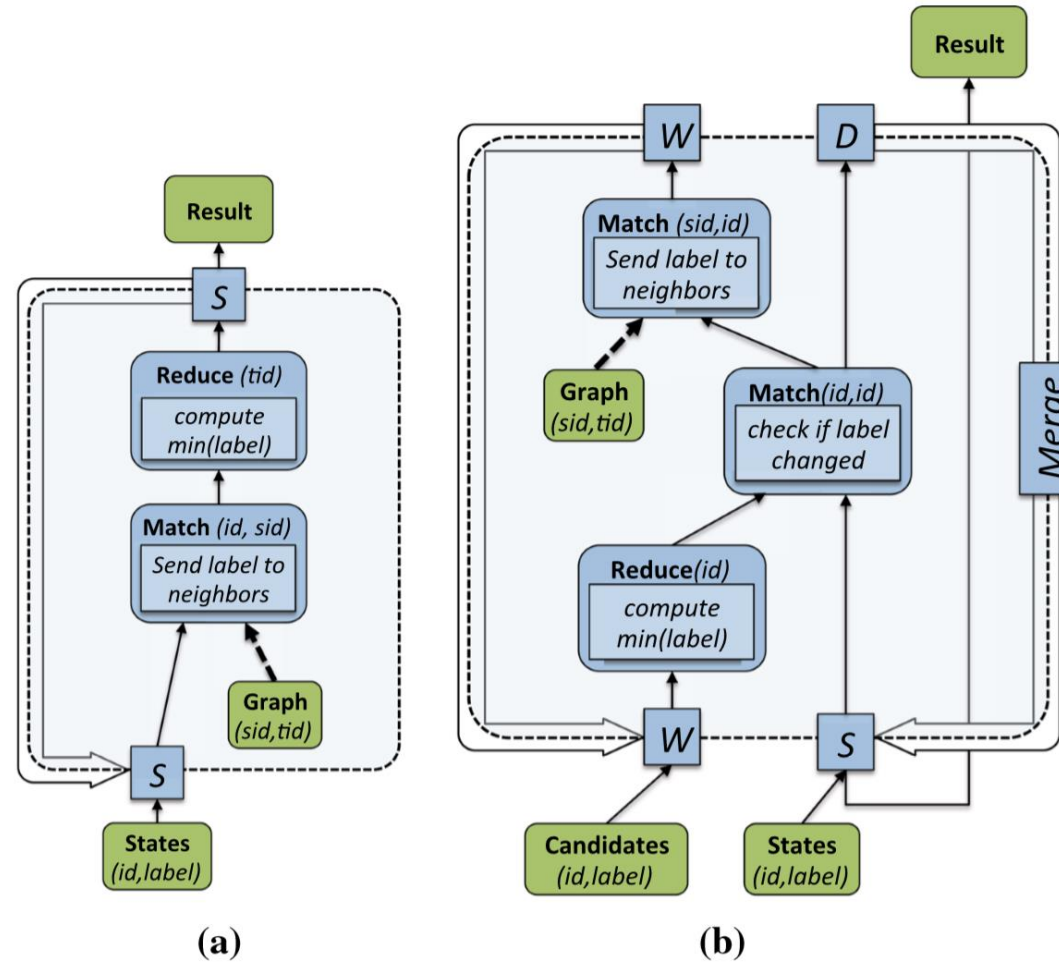 Result
S
Reduce (tid)
compute
min(label)
Match (id, sid)
Send label to
neighbors
Graph
(sid,tid)
S
States
(id,label)
(a)
Result
W
D
Match (sid,id)
Send label to
neighbors
Graph
(sid,tid)
Match(id,id)
check if label
changed
Merge
Reduce(id)
compute
min(label)
W
S
Candidates
(id,label)
States
(id,label)
(b)